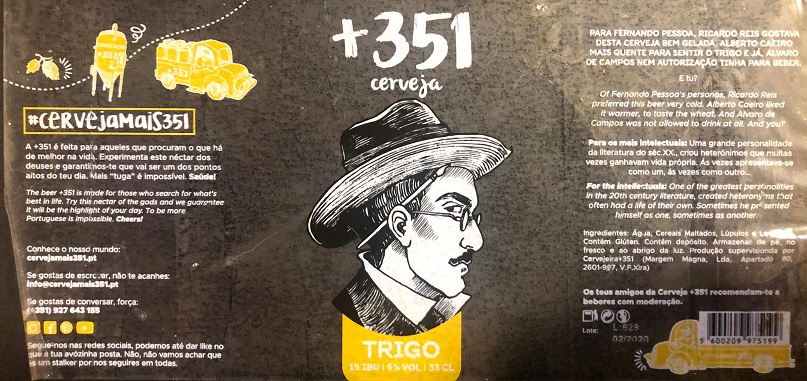 +351
#CERVEJAMAIS351
A +351 é feita para aqueles que procuram o que há
de melhor na vida. Experimenta este néctar dos
deuses e garantimos-te que vai ser um dos pontos
altos do teu dia. Mais "tuga" é impossível. Saúde!
The beer +351 is made for those who search for what's
best in life. Try this nectar of the gods and we guarantee
it will be the highlight of your day. To be more
Portuguese is impossible. Cheers!
Conhece o nosso mundo:
cervejamais351.pt
Se gostas de escrever, não te acanhes:
info@cervejamais351.pt
Se gostas de conversar, força:
(+351) 927 643 155
Segue-nos nas redes sociais, podemos até dar like no
que a tua avózinha posta. Não, não vamos achar que
és um stalker por nos seguires em todas.
+351
cerveja
TRIGO
15 IBU | 5% VOL | 33 CL
PARA FERNANDO PESSOA, RICARDO REIS GOSTAVA
DESTA CERVEJA BEM GELADA, ALBERTO CAEIRO
MAIS QUENTE PARA SENTIR O TRIGO E JÁ, ÁLVARO
DE CAMPOS NEM AUTORIZAÇÃO TINHA PARA BEBER.
E tu?
Of Fernando Pessoa's personas, Ricardo Reis
preferred this beer very cold. Alberto Caeiro liked
it warmer, to taste the wheat. And Alvaro de
Campos was not allowed to drink at all. And you?
Para os mais intelectuais: Uma grande personalidade
da literatura do séc.XX., criou heterónimos que muitas
vezes ganhavam vida própria. Às vezes apresentava-se
como um, às vezes como outro...
For the intellectuals: One of the greatest personalities
in the 20th century literature, created heteronyms that
often had a life of their own. Sometimes he presented
himself as one, sometimes as another
Ingredientes: Água, Cereais Maltados, Lúpulos e
Contém Glúten. Contém depósito. Armazenar de pé, no
fresco e ao abrigo da luz. Produção supervisionada por
Cervejeira+351 (Margem Magna, Lda, Apartado 80,
2601-997, V.F.Xira)
Os teus amigos da Cerveja +351 recomendam-te a
beberes com moderação.
Lote: L:528
02/2020
5 600209 975199